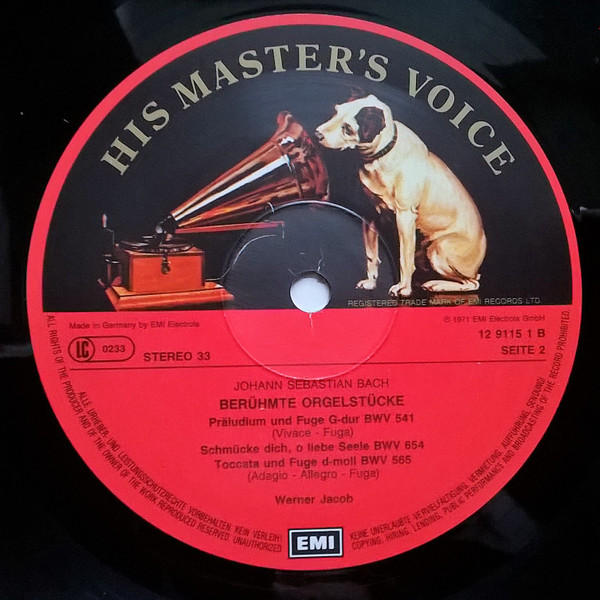 HIS MASTER'S VOICE
REGISTERED TRADE MARK OF EMI RECORDS LTD.
Made in Germany by EMI Electrola
℗ 1971 EMI Electrola GmbH
LC 0233
STEREO 33
12 9115 1 B
SEITE 2
JOHANN SEBASTIAN BACH
BERÜHMTE ORGELSTÜCKE
Präludium und Fuge G-dur BWV 541
(Vivace - Fuga)
Schmücke dich, o liebe Seele BWV 654
Toccata und Fuge d-moll BWV 565
(Adagio - Allegro - Fuga)
Werner Jacob
EMI
ALLE URHEBER- UND LEISTUNGSSCHUTZRECHTE VORBEHALTEN KEIN VERLEIH!
KEINE UNERLAUBTE VERVIELFÄLTIGUNG, VERMIETUNG, AUFFÜHRUNG, SENDUNG!
ALL RIGHTS OF THE PRODUCER AND OF THE OWNER OF THE WORK REPRODUCED RESERVED. UNAUTHORIZED
COPYING, HIRING, LENDING, PUBLIC PERFORMANCE AND BROADCASTING OF THE RECORD PROHIBITED.